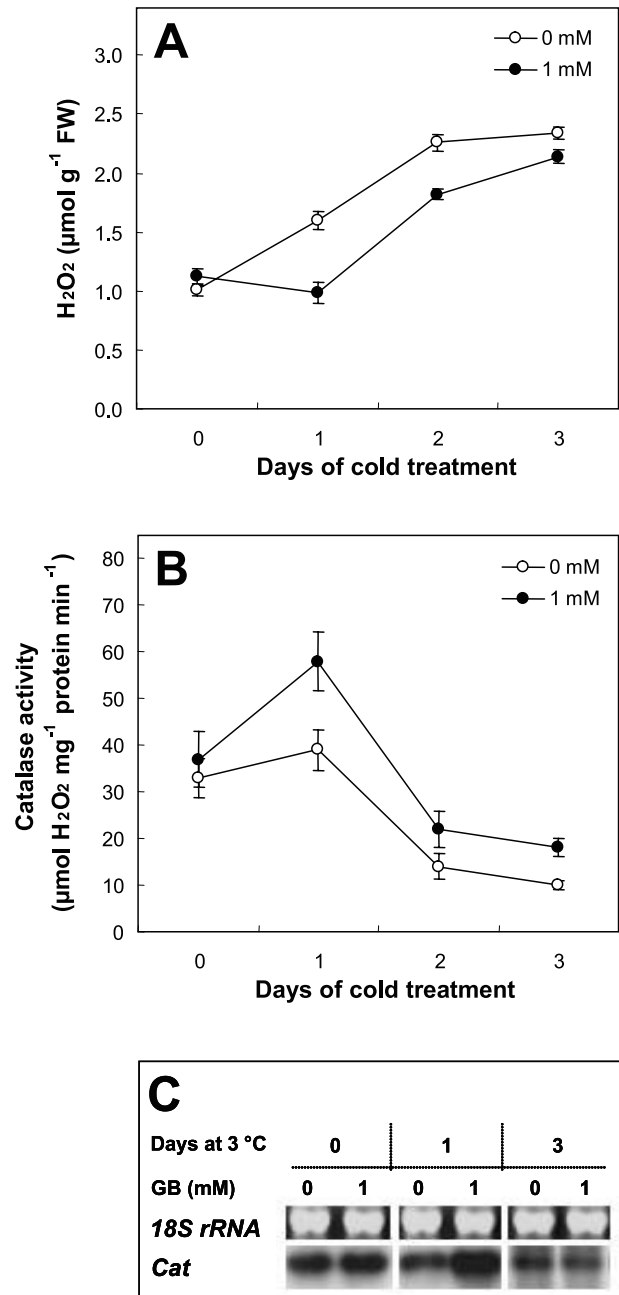 A
0 mM
1 mM
H₂O₂ (µmol g⁻¹ FW)
3.0
2.5
2.0
1.5
1.0
0.5
0.0
0 1 2 3
Days of cold treatment
B
0 mM
1 mM
Catalase activity
(µmol H₂O₂ mg⁻¹ protein min⁻¹)
80
70
60
50
40
30
20
10
0
0 1 2 3
Days of cold treatment
C
Days at 3 °C 0 1 3
GB (mM) 0 1 0 1 0 1
18S rRNA
Cat